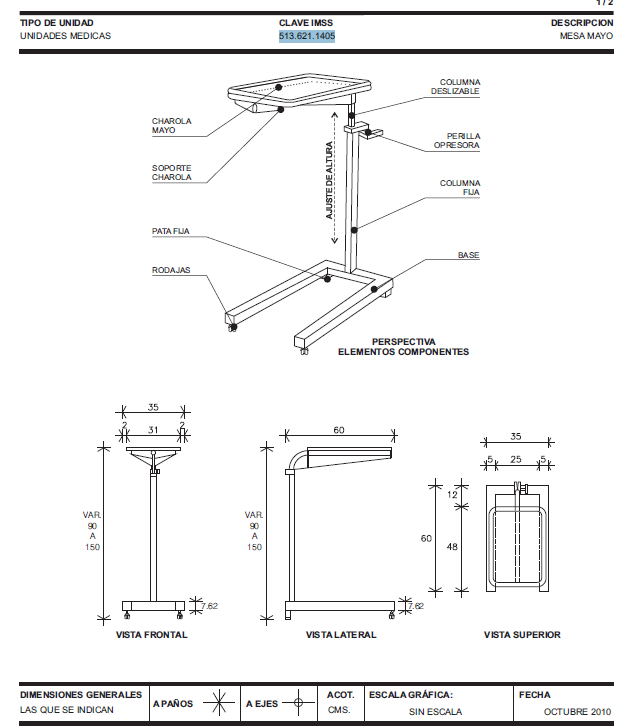 1 / 2
TIPO DE UNIDAD
CLAVE IMSS
DESCRIPCION
UNIDADES MEDICAS
513.621.1405
MESA MAYO
COLUMNA
DESLIZABLE
CHAROLA
MAYO
PERILLA
OPRESORA
AJUSTE DE ALTURA
SOPORTE
CHAROLA
COLUMNA
FIJA
PATA FIJA
BASE
RODAJAS
PERSPECTIVA
ELEMENTOS COMPONENTES
35
2
31
2
VAR.
90
A
150
7.62
VISTA FRONTAL
60
VAR.
90
A
150
7.62
VISTA LATERAL
35
5
25
5
12
60
48
VISTA SUPERIOR
DIMENSIONES GENERALES
LAS QUE SE INDICAN
A PAÑOS
A EJES
ACOT.
CMS.
ESCALA GRÁFICA:
SIN ESCALA
FECHA
OCTUBRE 2010